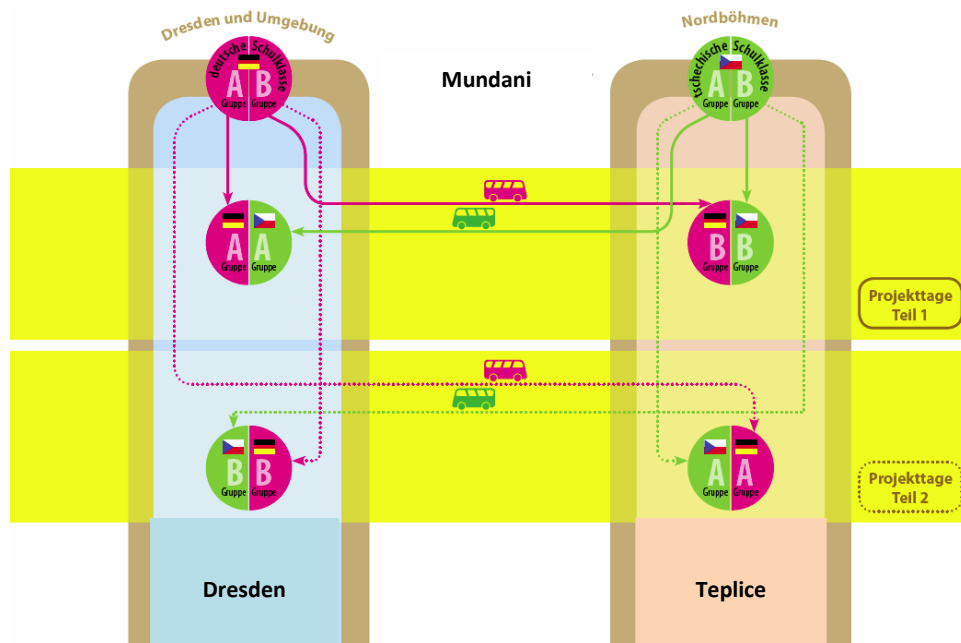 Dresden und Umgebung
Nordböhmen
deutsche Schulklasse
A B
Gruppe Gruppe
Mundani
tschechische Schulklasse
A B
Gruppe Gruppe
A A
Gruppe Gruppe
B B
Gruppe Gruppe
Projekttage
Teil 1
B B
Gruppe Gruppe
A A
Gruppe Gruppe
Projekttage
Teil 2
Dresden
Teplice